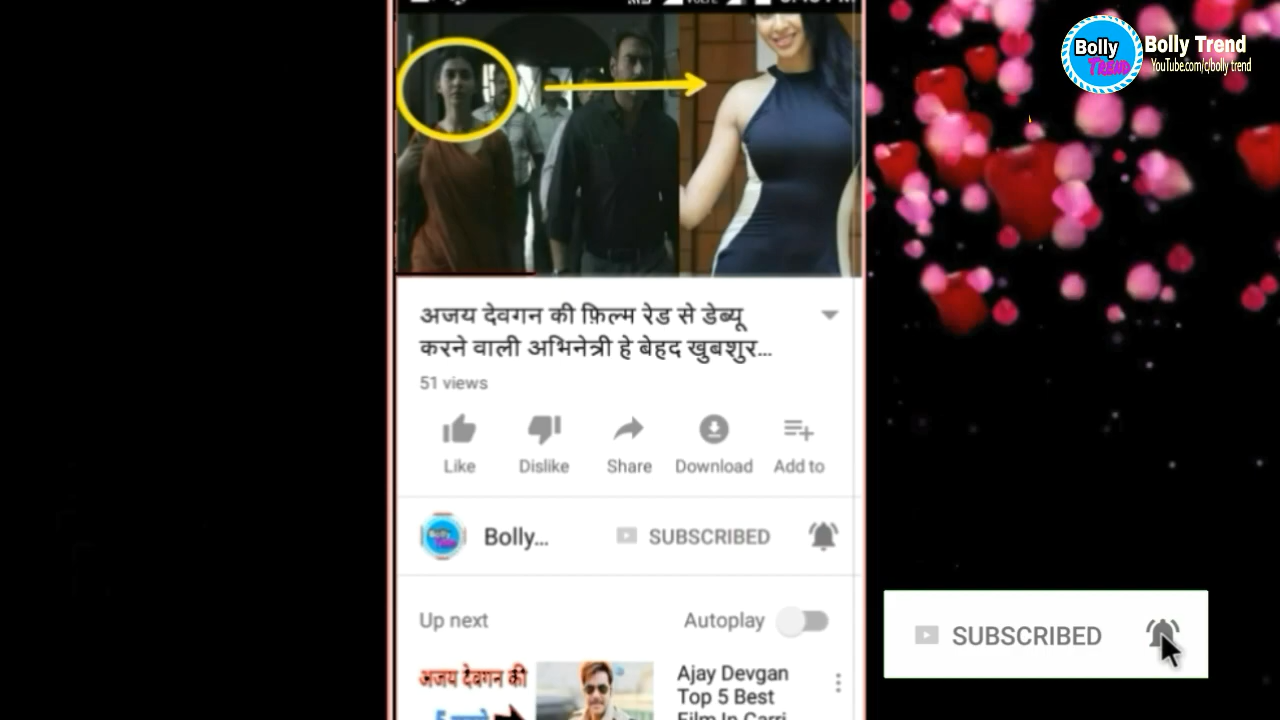 Bolly
TREND
Bolly Trend
YouTube.com/c/bolly trend
अजय देवगन की फ़िल्म रेड से डेब्यू
करने वाली अभिनेत्री हे बेहद खुबशुर...
51 views
Like
Dislike
Share
Download
Add to
Bolly...
SUBSCRIBED
Up next
Autoplay
अजय देवगन की
Ajay Devgan
Top 5 Best
SUBSCRIBED